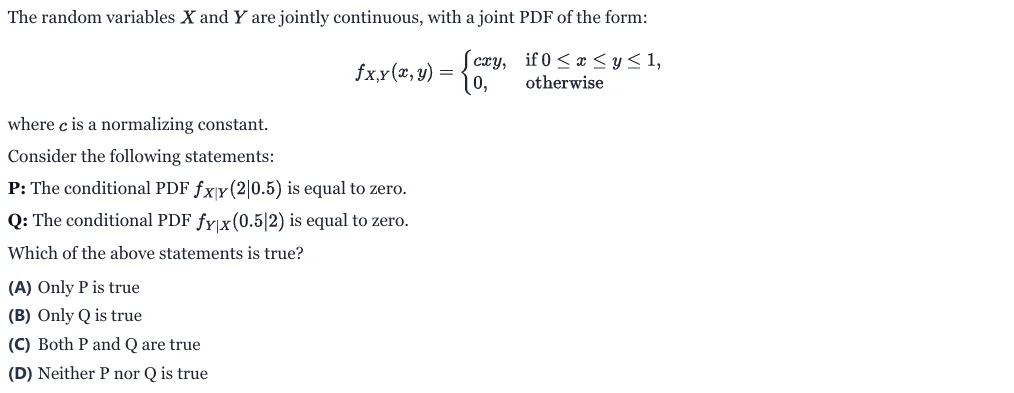 The random variables X and Y are jointly continuous, with a joint PDF of the form:
f_{X,Y}(x, y) = { cxy, if 0 ≤ x ≤ y ≤ 1,
0, otherwise
where c is a normalizing constant.
Consider the following statements:
P: The conditional PDF f_{X|Y}(2|0.5) is equal to zero.
Q: The conditional PDF f_{Y|X}(0.5|2) is equal to zero.
Which of the above statements is true?
(A) Only P is true
(B) Only Q is true
(C) Both P and Q are true
(D) Neither P nor Q is true